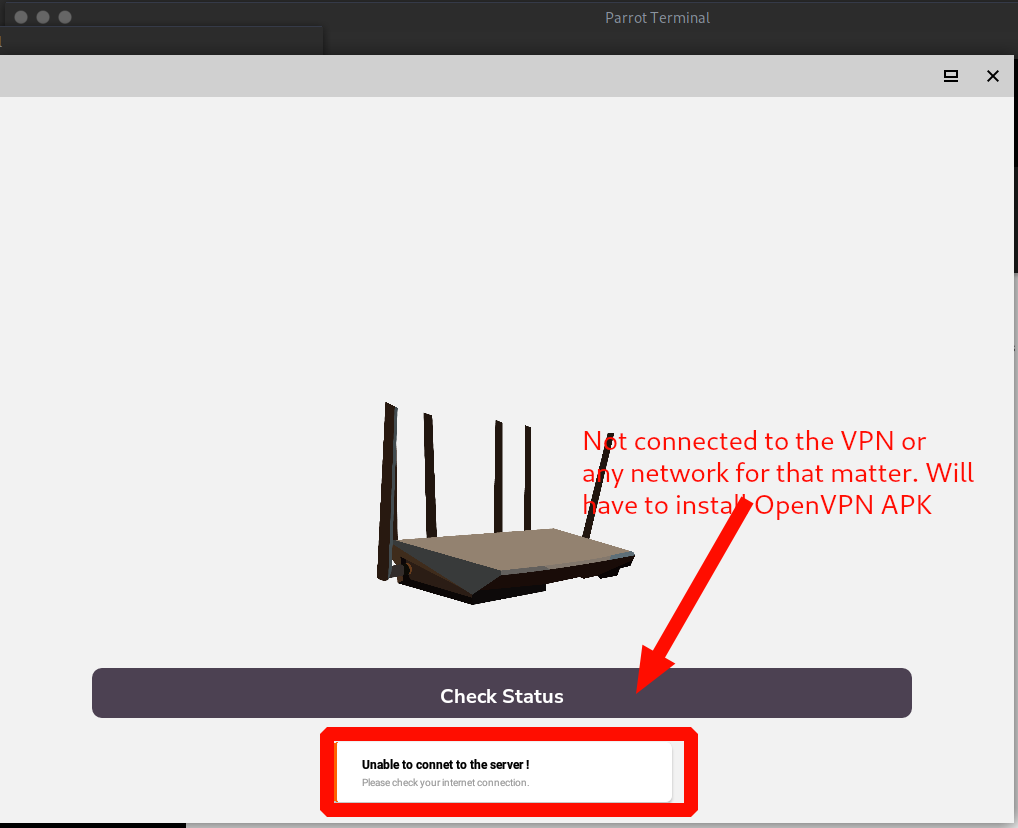 Parrot Terminal
Not connected to the VPN or
any network for that matter. Will
have to install OpenVPN APK
Check Status
Unable to connet to the server !
Please check your internet connection.